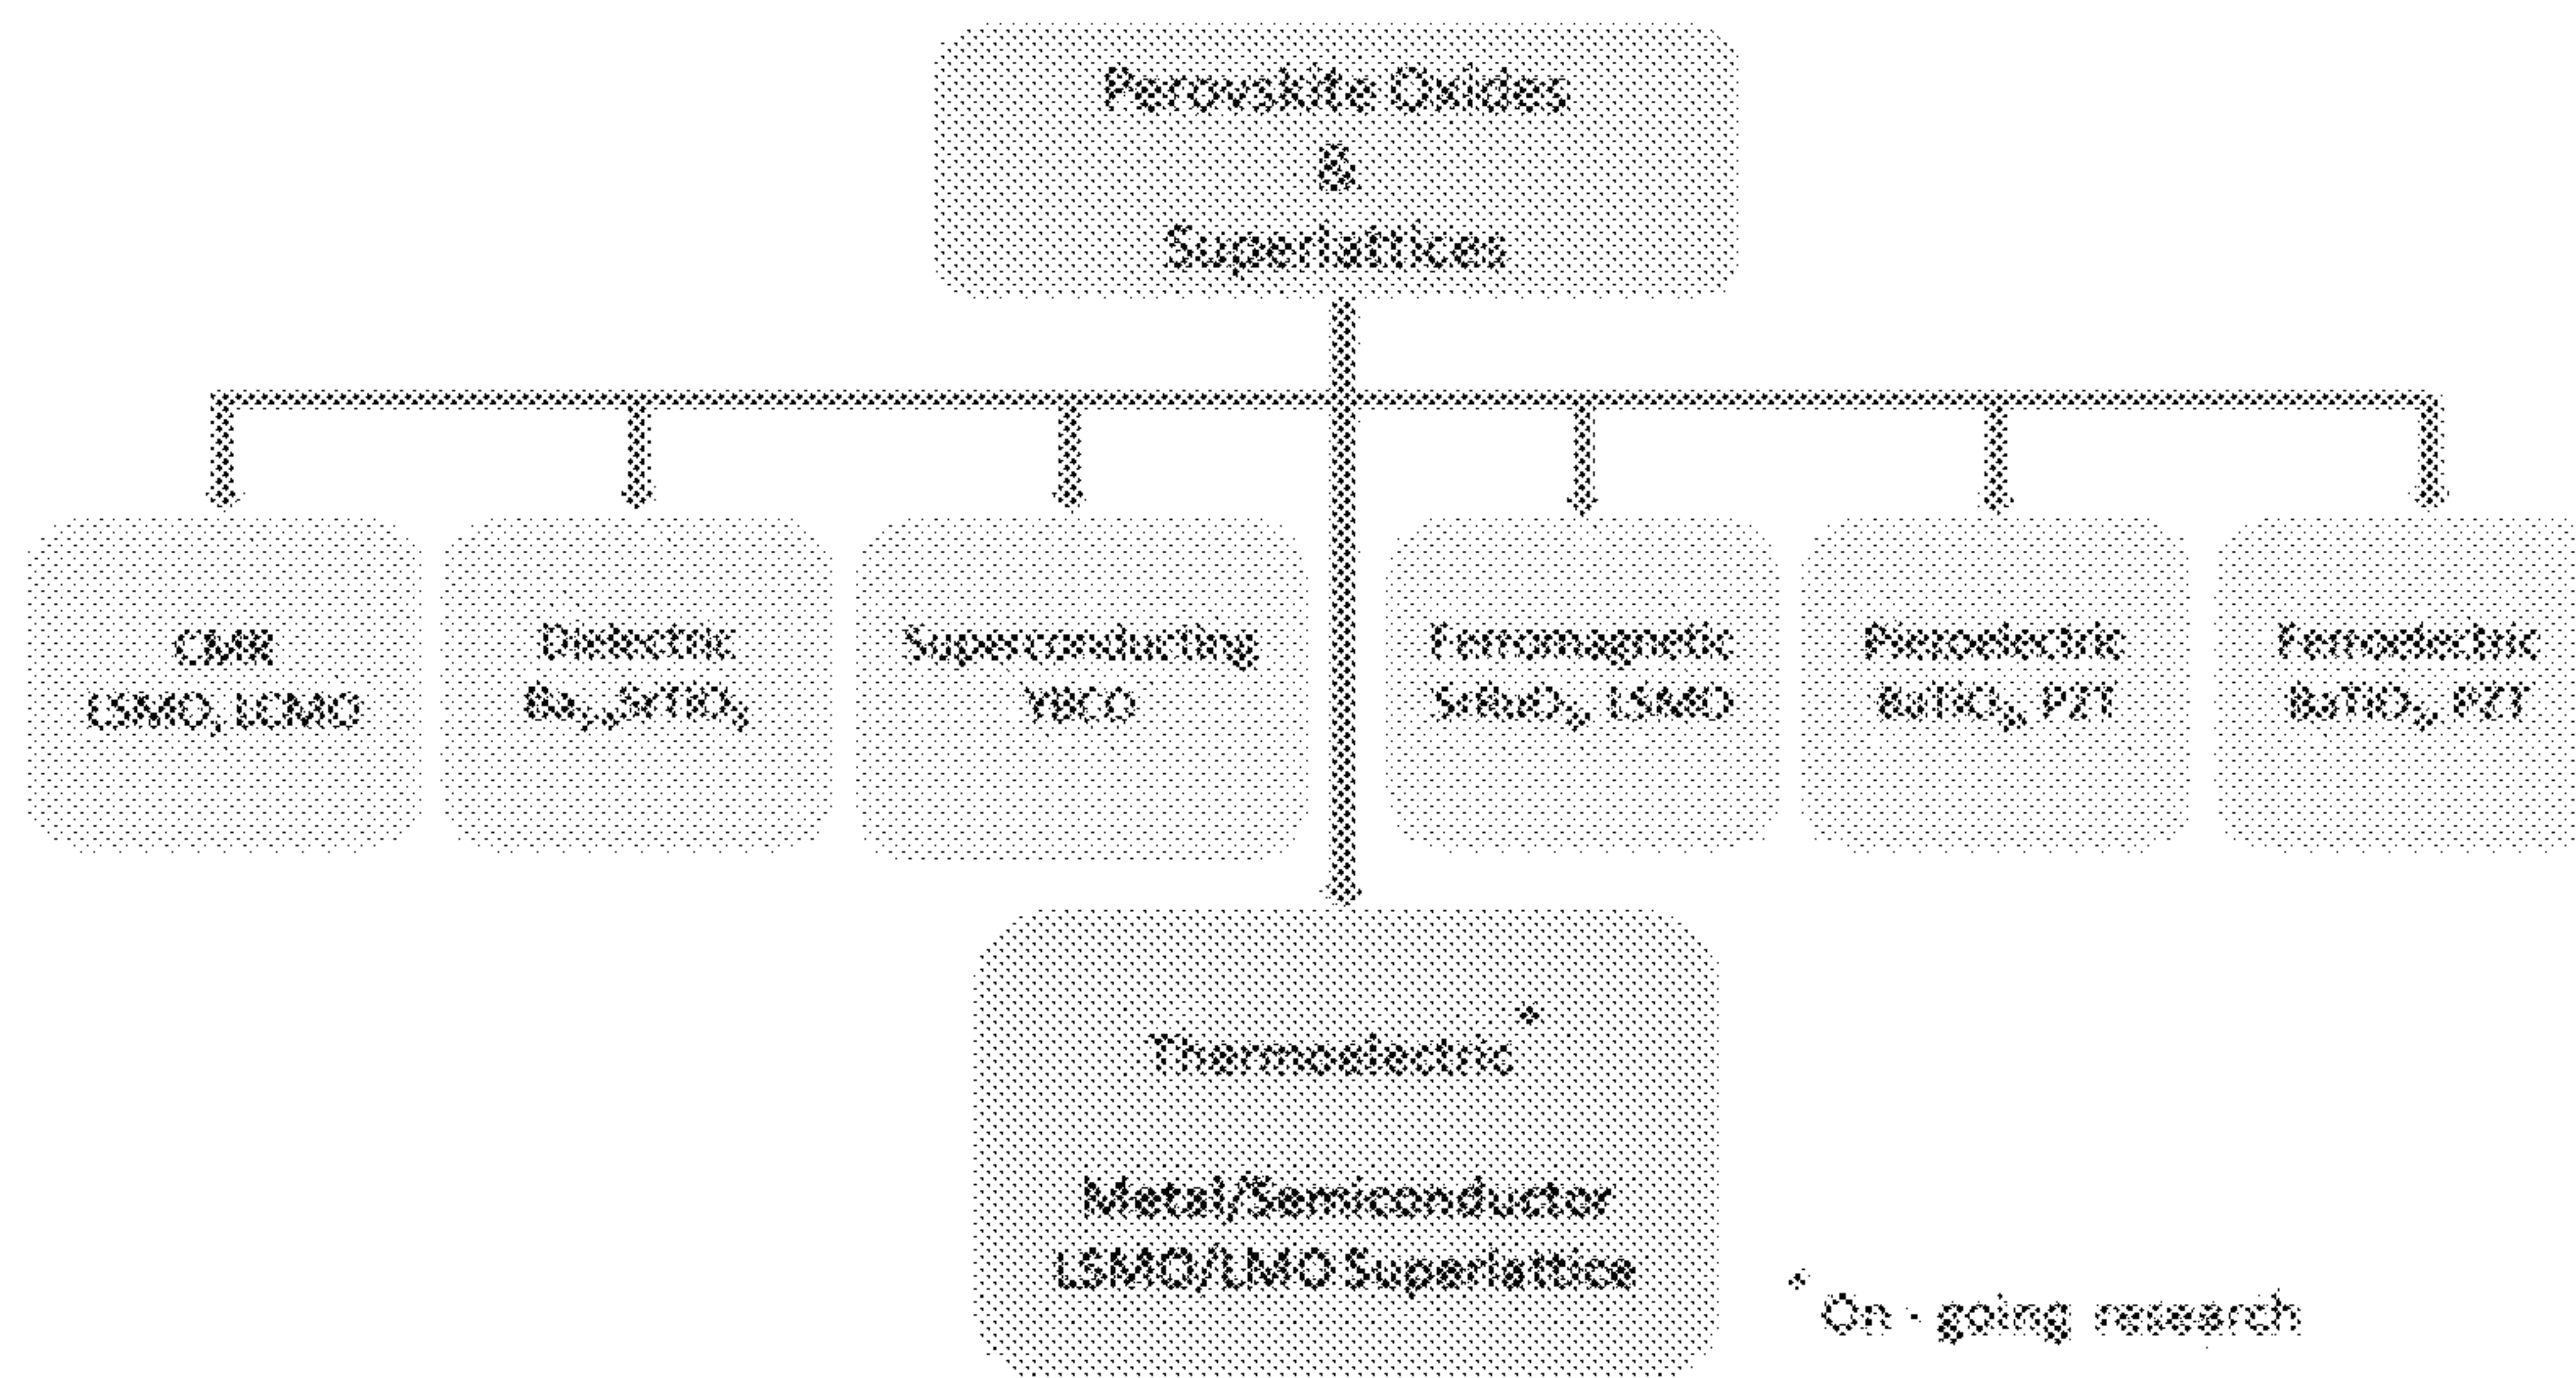 Perovskite Oxides
&
Superlattices
CMR
LSMO, LCMO
Dielectric
Superconducting
YBCO
Ferromagnetic
SrRuO₃, LSMO
Piezoelectric
BaTiO₃, PZT
Ferroelectric
BaTiO₃, PZT
Thermoelectric*
Metal/Semiconductor
LSMO/LMO Superlattice
* On - going research